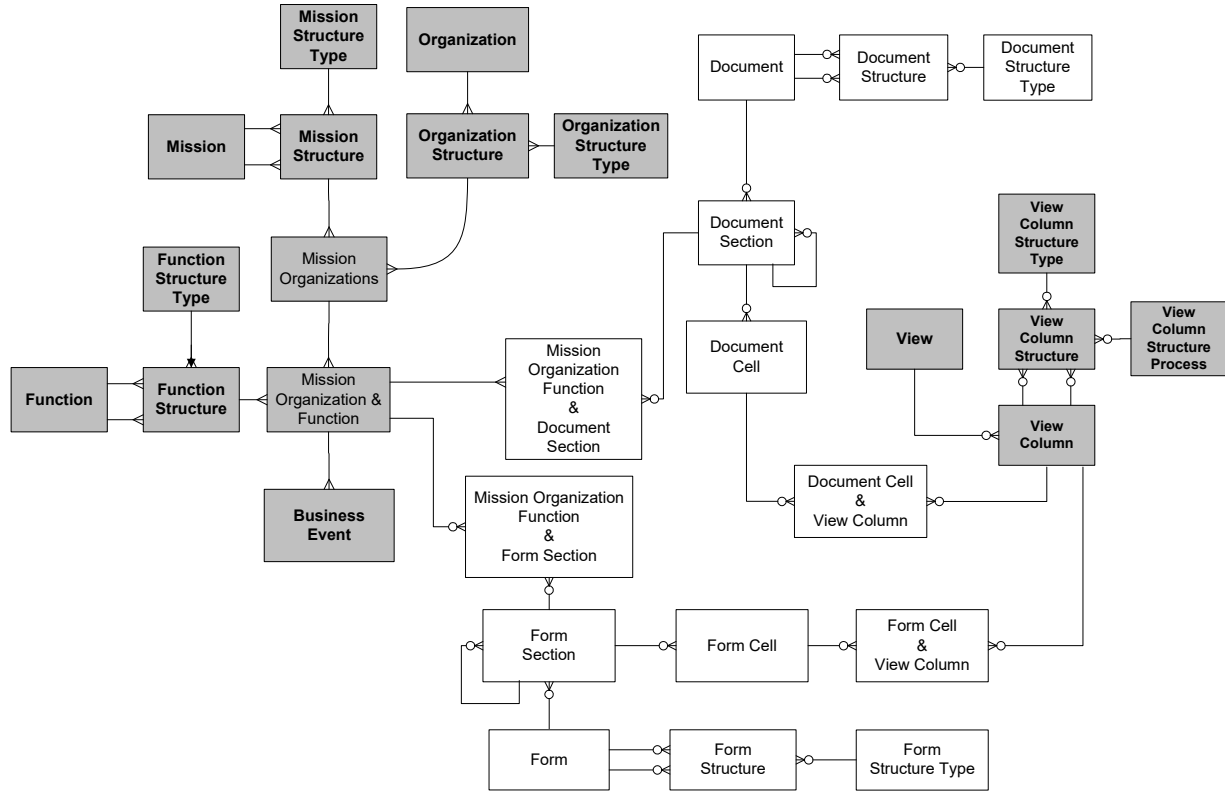 Mission
Structure
Type
Organization
Document
Document
Structure
Document
Structure
Type
Mission
Mission
Structure
Organization
Structure
Organization
Structure
Type
Document
Section
View
Column
Structure
Type
Mission
Organizations
Function
Structure
Type
View
View
Column
Structure
View
Column
Structure
Process
Document
Cell
Mission
Organization
Function
&
Document
Section
Function
Function
Structure
Mission
Organization &
Function
View
Column
Document Cell
&
View Column
Business
Event
Mission Organization
Function
&
Form Section
Form
Section
Form Cell
Form Cell
&
View Column
Form
Form
Structure
Form
Structure Type